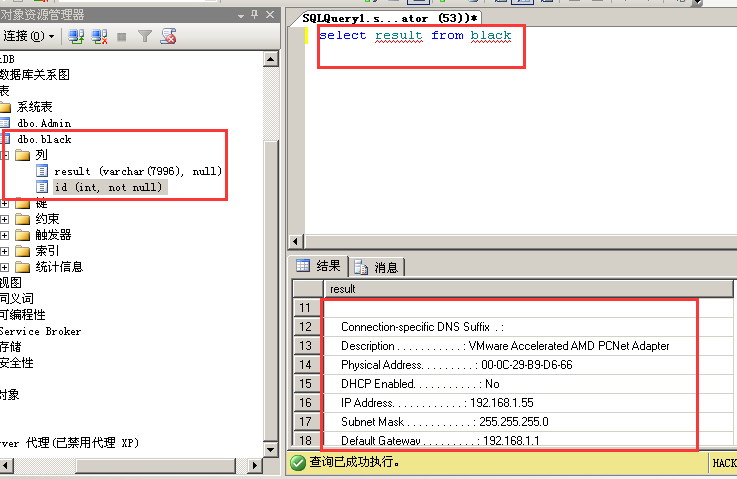 对象资源管理器
连接(O)
DB
数据库关系图
表
系统表
dbo.Admin
dbo.black
列
result (varchar(7996), null)
id (int, not null)
键
约束
触发器
索引
统计信息
视图
同义词
可编程性
Service Broker
存储
安全性
对象
ver 代理(已禁用代理 XP)
SQLQuery1.s...ator (53))*
select result from black
结果
消息
result
11
12 Connection-specific DNS Suffix . :
13 Description . . . . . . . . . . . : VMware Accelerated AMD PCNet Adapter
14 Physical Address. . . . . . . . . : 00-0C-29-B9-D6-66
15 DHCP Enabled. . . . . . . . . . . : No
16 IP Address. . . . . . . . . . . . : 192.168.1.55
17 Subnet Mask . . . . . . . . . . . : 255.255.255.0
18 Default Gateway . . . . . . . . . : 192.168.1.1
查询已成功执行。
HACK